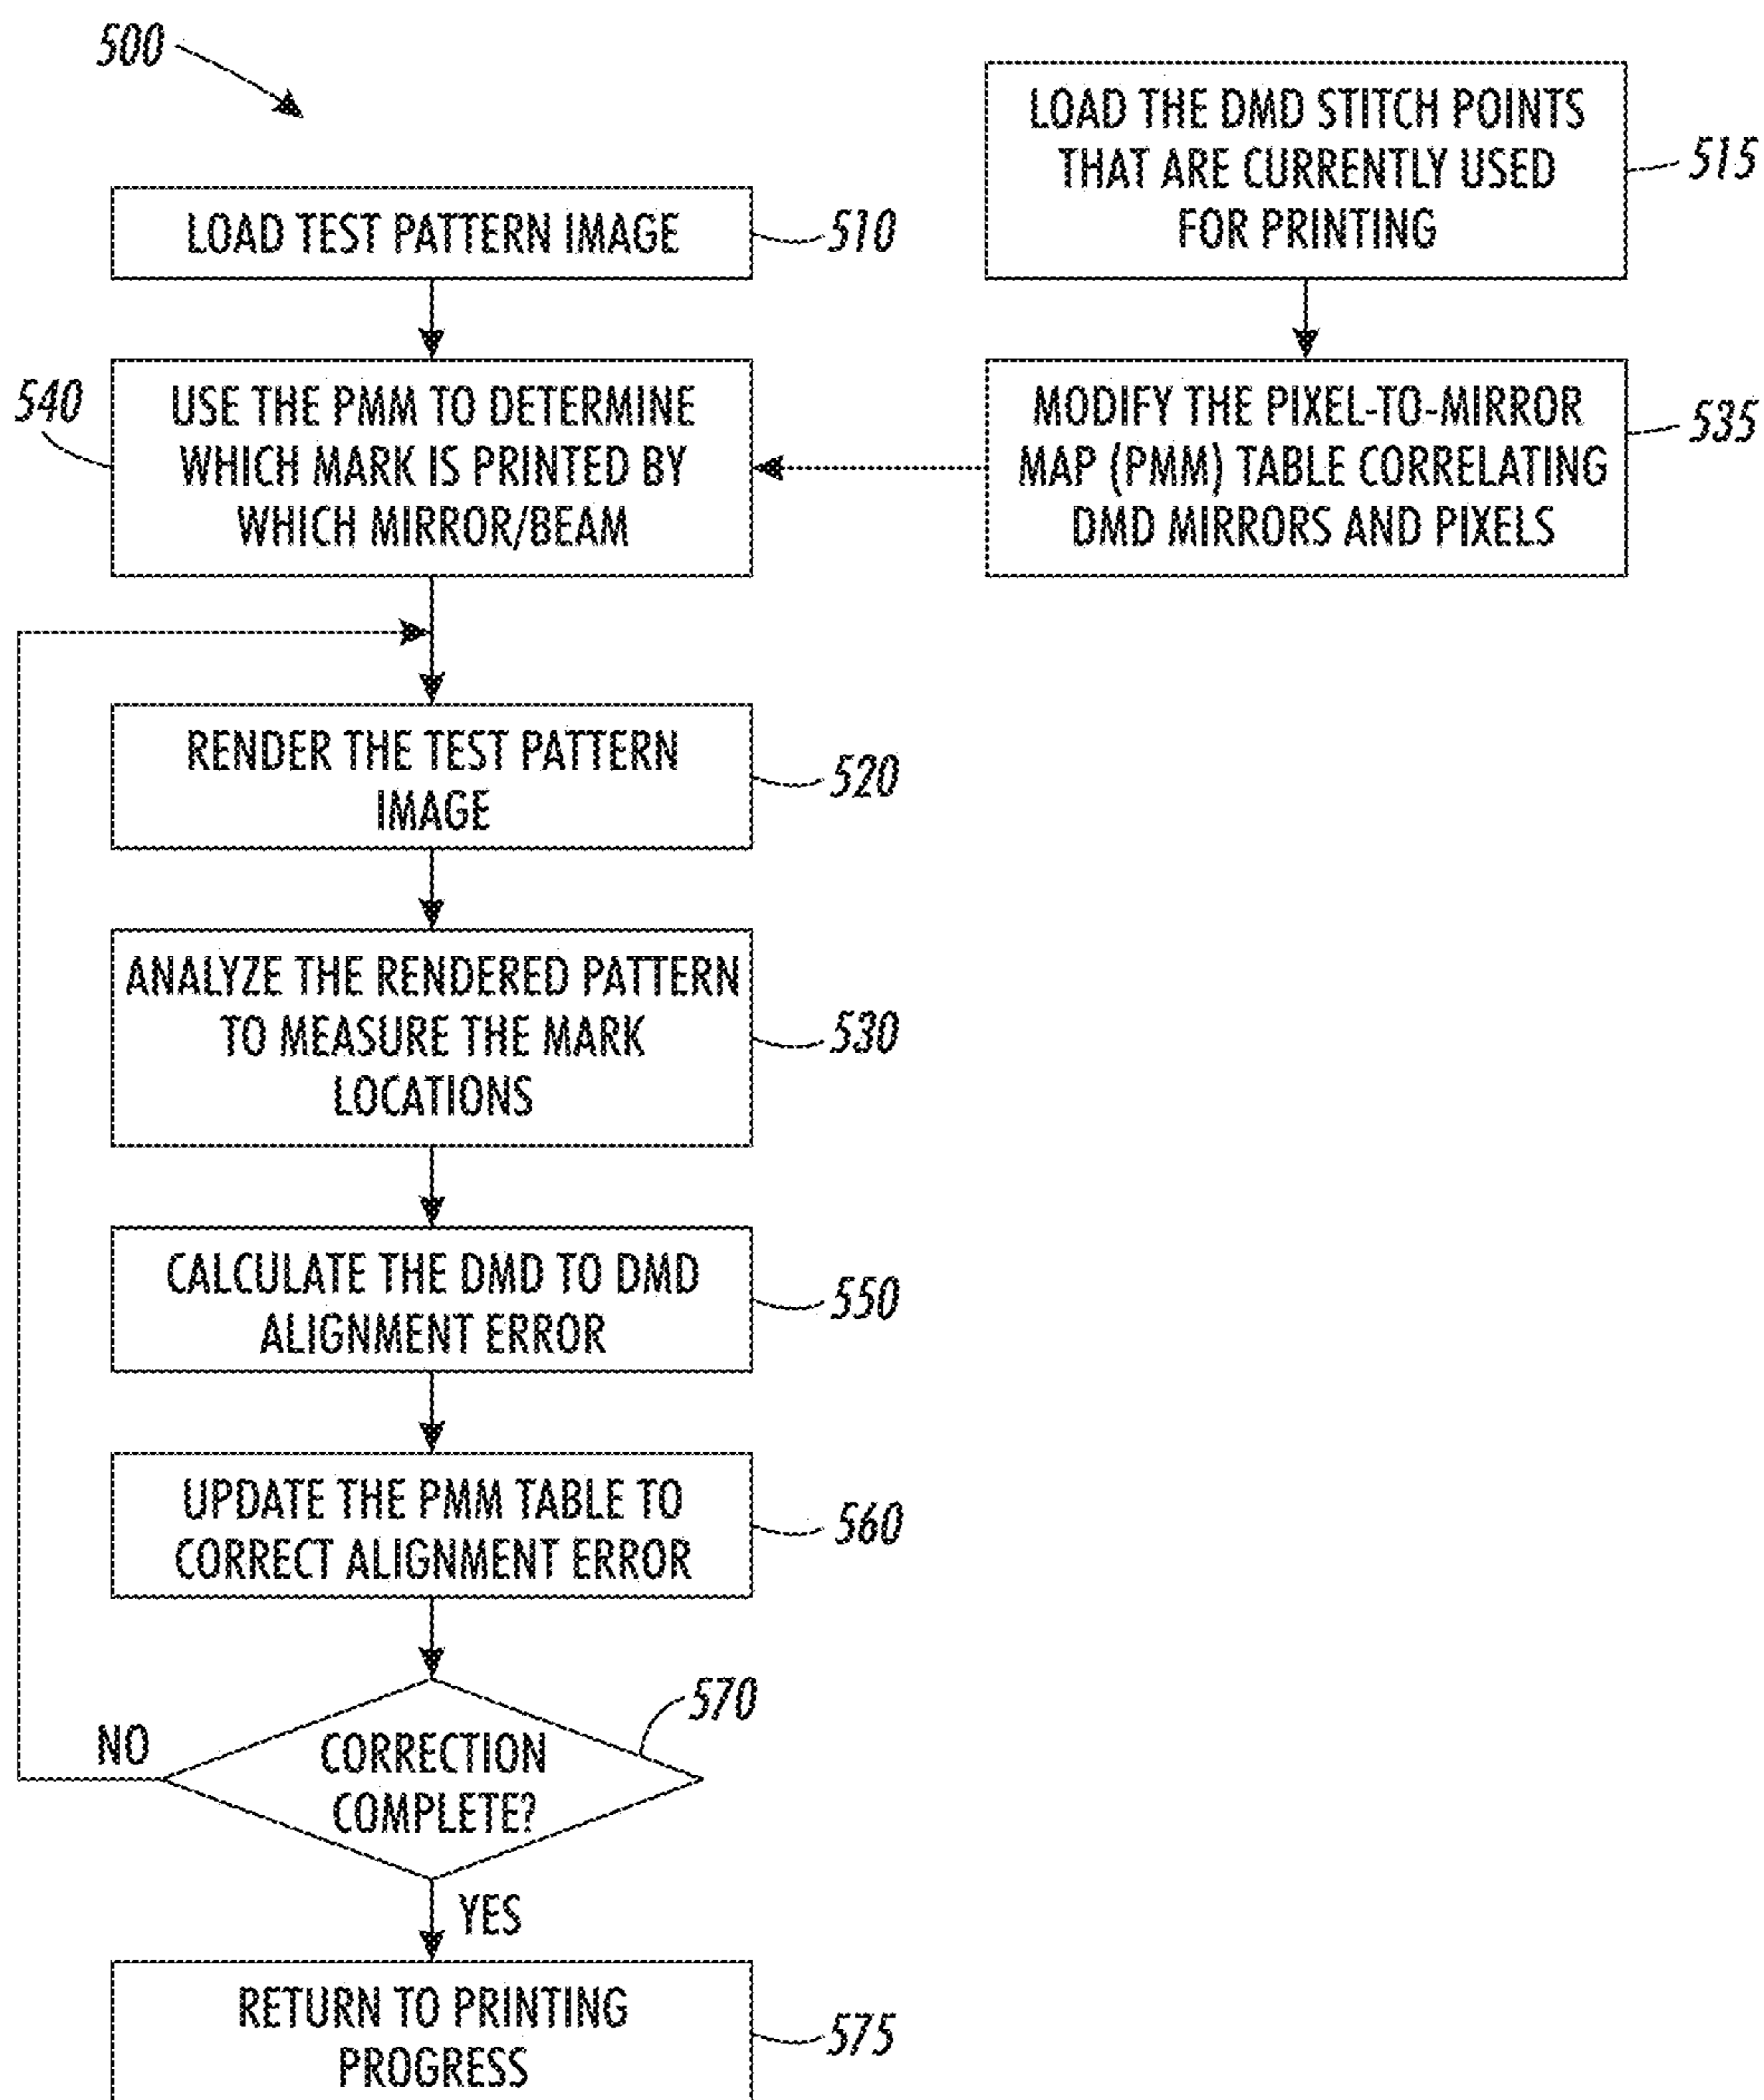 500
LOAD THE DMD STITCH POINTS
THAT ARE CURRENTLY USED
FOR PRINTING
515
LOAD TEST PATTERN IMAGE
510
540
USE THE PMM TO DETERMINE
WHICH MARK IS PRINTED BY
WHICH MIRROR/BEAM
MODIFY THE PIXEL-TO-MIRROR
MAP (PMM) TABLE CORRELATING
DMD MIRRORS AND PIXELS
535
RENDER THE TEST PATTERN
IMAGE
520
ANALYZE THE RENDERED PATTERN
TO MEASURE THE MARK
LOCATIONS
530
CALCULATE THE DMD TO DMD
ALIGNMENT ERROR
550
UPDATE THE PMM TABLE TO
CORRECT ALIGNMENT ERROR
560
570
NO
CORRECTION
COMPLETE?
YES
RETURN TO PRINTING
PROGRESS
575